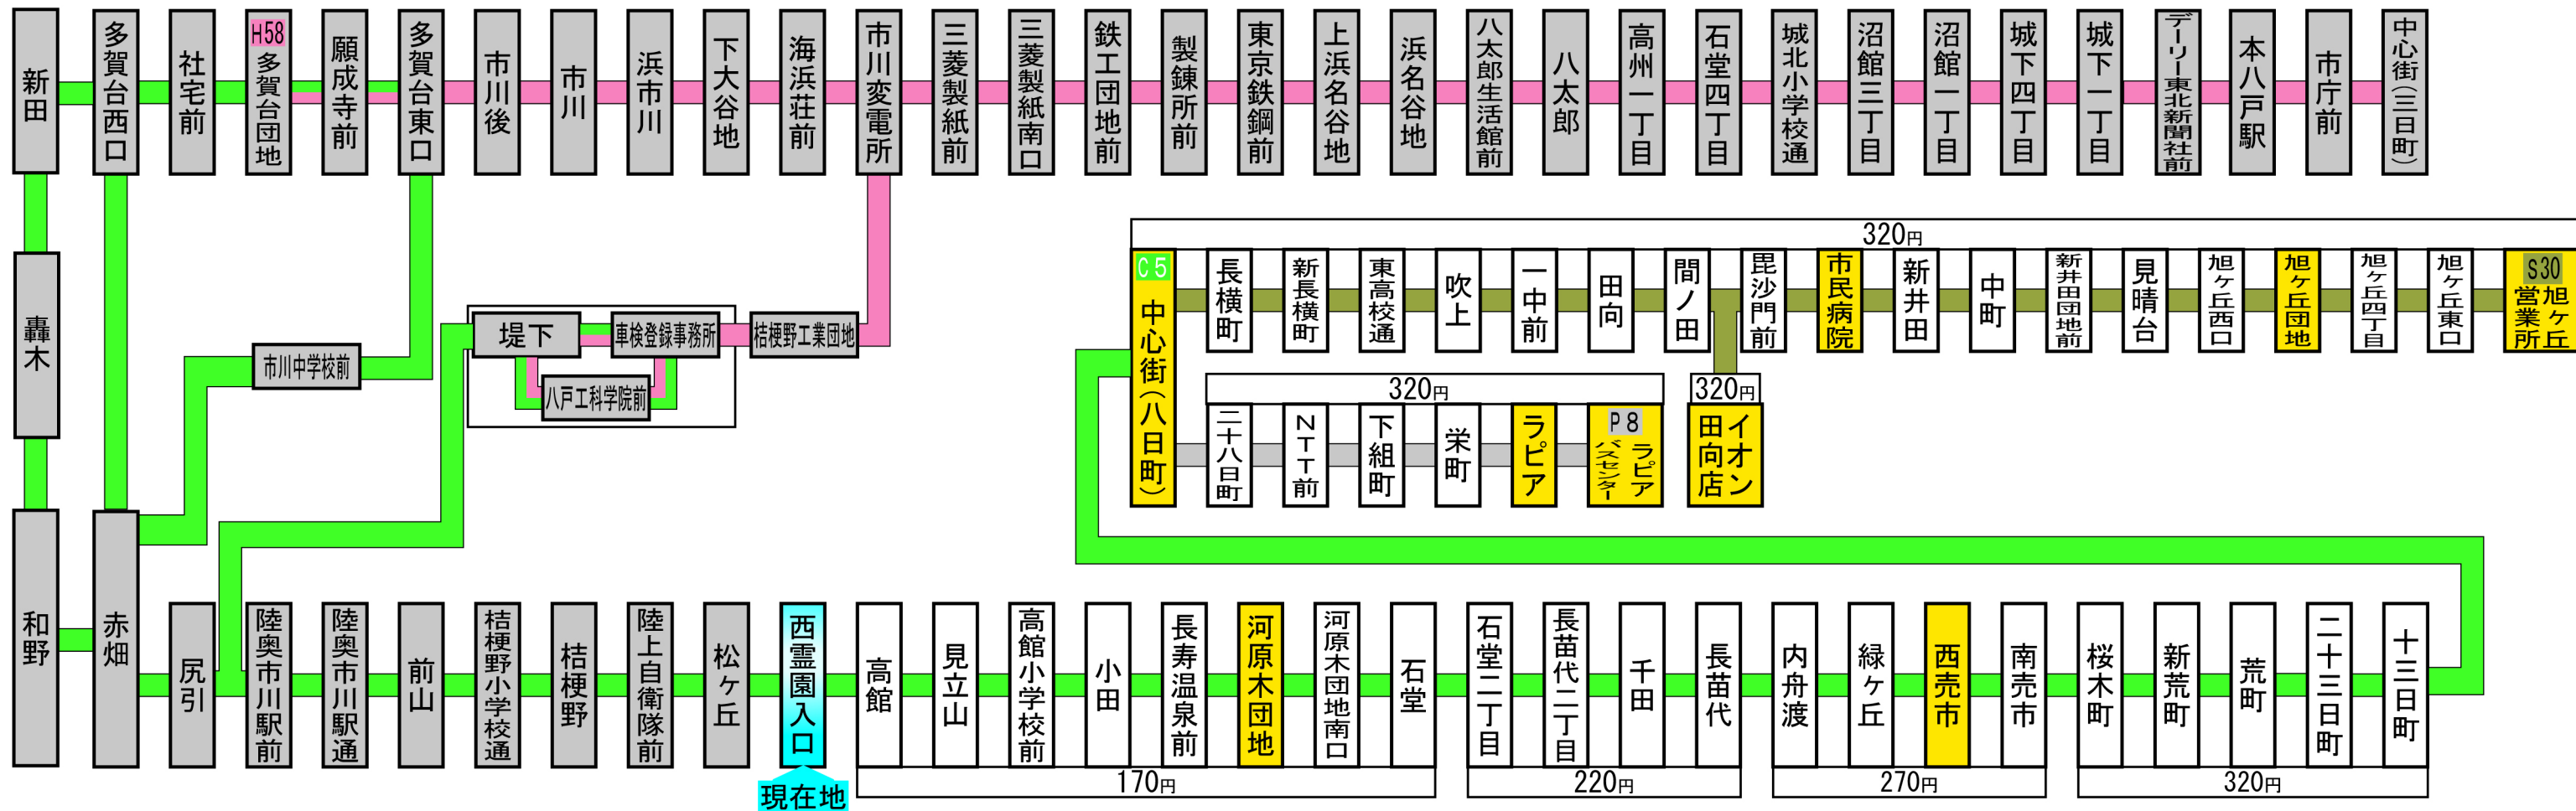 新田
多賀台西口
社宅前
H58
多賀台団地
願成寺前
多賀台東口
市川後
市川
浜市川
下大谷地
海浜荘前
市川変電所
三菱製紙前
三菱製紙南口
鉄工団地前
製錬所前
東京鉄鋼前
上浜名谷地
浜名谷地
八太郎生活館前
八太郎
高州一丁目
石堂四丁目
城北小学校通
沼館三丁目
沼館一丁目
城下四丁目
城下一丁目
デーリー東北新聞社前
本八戸駅
市庁前
中心街(三日町)
轟木
市川中学校前
堤下
車検登録事務所
桔梗野工業団地
八戸工科学院前
320円
C5
中心街(八日町)
長横町
新長横町
東高校通
吹上
一中前
田向
間ノ田
毘沙門前
市民病院
新井田
中町
新井田団地前
見晴台
旭ヶ丘西口
旭ヶ丘団地
旭ヶ丘四丁目
旭ヶ丘東口
S30
旭ヶ丘
営業所
320円
二十八日町
NTT前
下組町
栄町
ラピア
P8
ラピア
バスセンター
320円
イオン
田向店
和野
赤畑
尻引
陸奥市川駅前
陸奥市川駅通
前山
桔梗野小学校通
桔梗野
陸上自衛隊前
松ヶ丘
西霊園入口
現在地
高館
見立山
高館小学校前
小田
長寿温泉前
河原木団地
河原木団地南口
石堂
170円
石堂二丁目
長苗代二丁目
千田
長苗代
220円
内舟渡
緑ヶ丘
西売市
南売市
270円
桜木町
新荒町
荒町
二十三日町
十三日町
320円